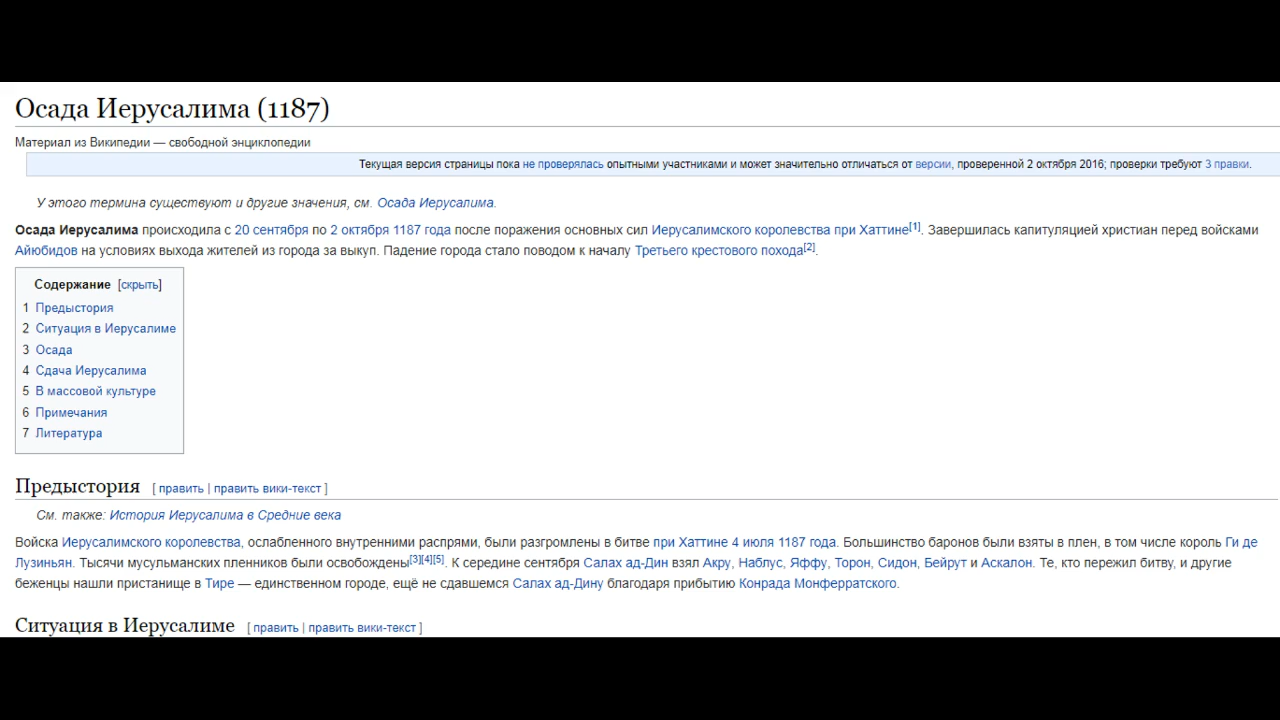 Осада Иерусалима (1187)
Материал из Википедии — свободной энциклопедии
Текущая версия страницы пока не проверялась опытными участниками и может значительно отличаться от версии, проверенной 2 октября 2016; проверки требуют 3 правки.
У этого термина существуют и другие значения, см. Осада Иерусалима.
Осада Иерусалима происходила с 20 сентября по 2 октября 1187 года после поражения основных сил Иерусалимского королевства при Хаттине[1]. Завершилась капитуляцией христиан перед войсками
Айюбидов на условиях выхода жителей из города за выкуп. Падение города стало поводом к началу Третьего крестового похода[2].
Содержание [скрыть]
1 Предыстория
2 Ситуация в Иерусалиме
3 Осада
4 Сдача Иерусалима
5 В массовой культуре
6 Примечания
7 Литература
Предыстория [ править | править вики-текст ]
См. также: История Иерусалима в Средние века
Войска Иерусалимского королевства, ослабленного внутренними распрями, были разгромлены в битве при Хаттине 4 июля 1187 года. Большинство баронов были взяты в плен, в том числе король Ги де
Лузиньян. Тысячи мусульманских пленников были освобождены[3][4][5]. К середине сентября Салах ад-Дин взял Акру, Наблус, Яффу, Торон, Сидон, Бейрут и Аскалон. Те, кто пережил битву, и другие
беженцы нашли пристанище в Тире — единственном городе, ещё не сдавшемся Салах ад-Дину благодаря прибытию Конрада Монферратского.
Ситуация в Иерусалиме [ править | править вики-текст ]